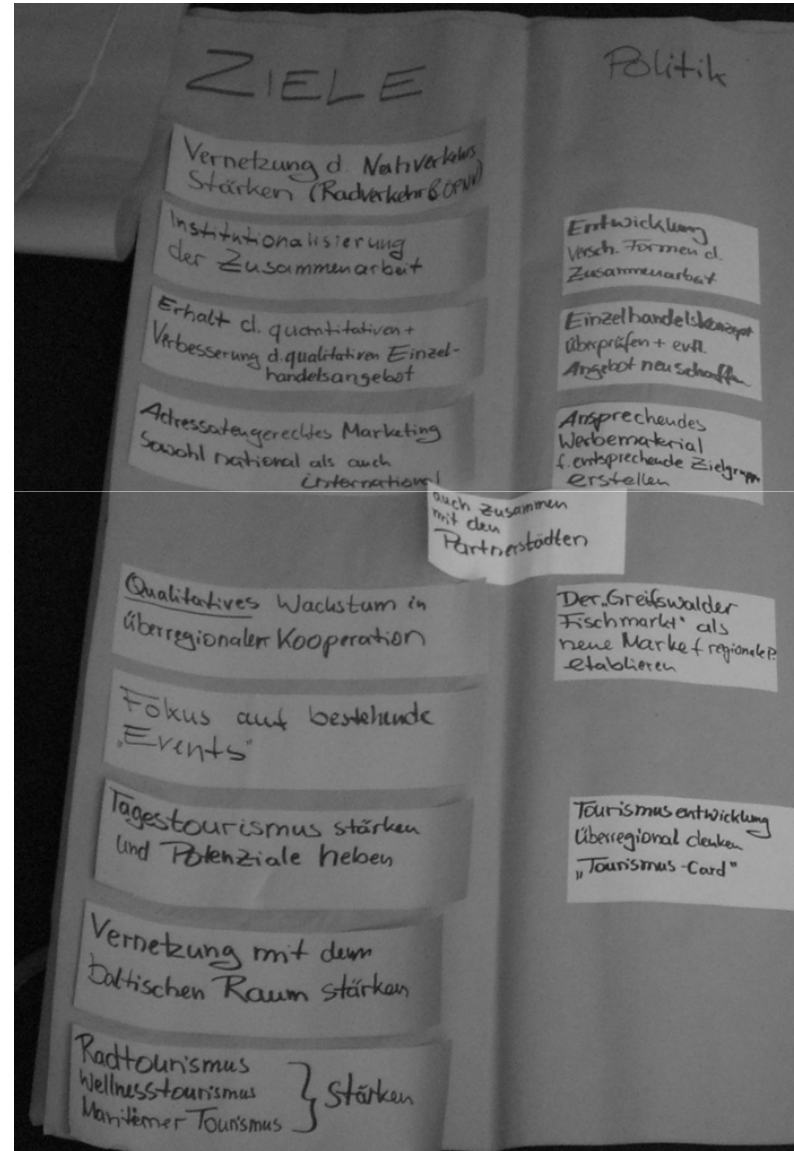 ZIELE
Vernetzung d. Nahverkehrs
Stärken (Radverkehr & ÖPNV)
Institutionalisierung
der Zusammenarbeit
Erhalt d. quantitativen +
Verbesserung d. qualitativen Einzel-
handelsangebot
Adressatengerechtes Marketing
Sowohl national als auch
international
auch zusammen
mit den
Partnerstädten
Qualitatives Wachstum in
überregionaler Kooperation
Fokus auf bestehende
„Events"
Tagestourismus stärken
und Potenziale heben
Vernetzung mit dem
baltischen Raum stärken
Radtourismus
Wellnesstourismus
Maritimer Tourismus
} Stärken
Politik
Entwicklung
versch. Formen d.
Zusammenarbeit
Einzelhandelskonzept
überprüfen + evtl.
Angebot neu schaffen
Ansprechendes
Werbematerial
f. entsprechende Zielgruppe
erstellen
Der „Greifswalder
Fischmarkt" als
neue Marke f regionale P.
etablieren
Tourismusentwicklung
überregional denken
„Tourismus-Card"